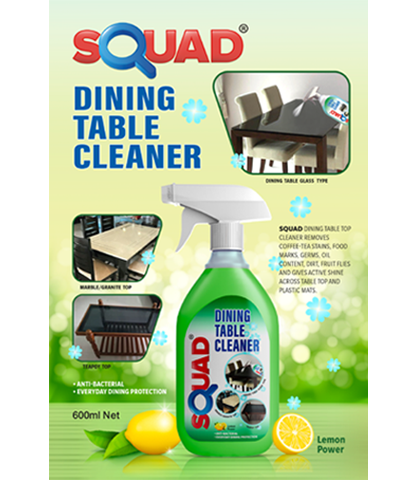 SQUAD®
DINING
TABLE
CLEANER
DINING TABLE GLASS TYPE
SQUAD DINING TABLE TOP
CLEANER REMOVES
COFFEE-TEA STAINS, FOOD
MARKS, GERMS, OIL
CONTENT, DIRT, FRUIT FLIES
AND GIVES ACTIVE SHINE
ACROSS TABLE TOP AND
PLASTIC MATS.
MARBLE/GRANITE TOP
TEAPOY TOP
• ANTI-BACTERIAL
• EVERYDAY DINING PROTECTION
600ml Net
DINING
TABLE
CLEANER
SQUAD
Lemon
Power